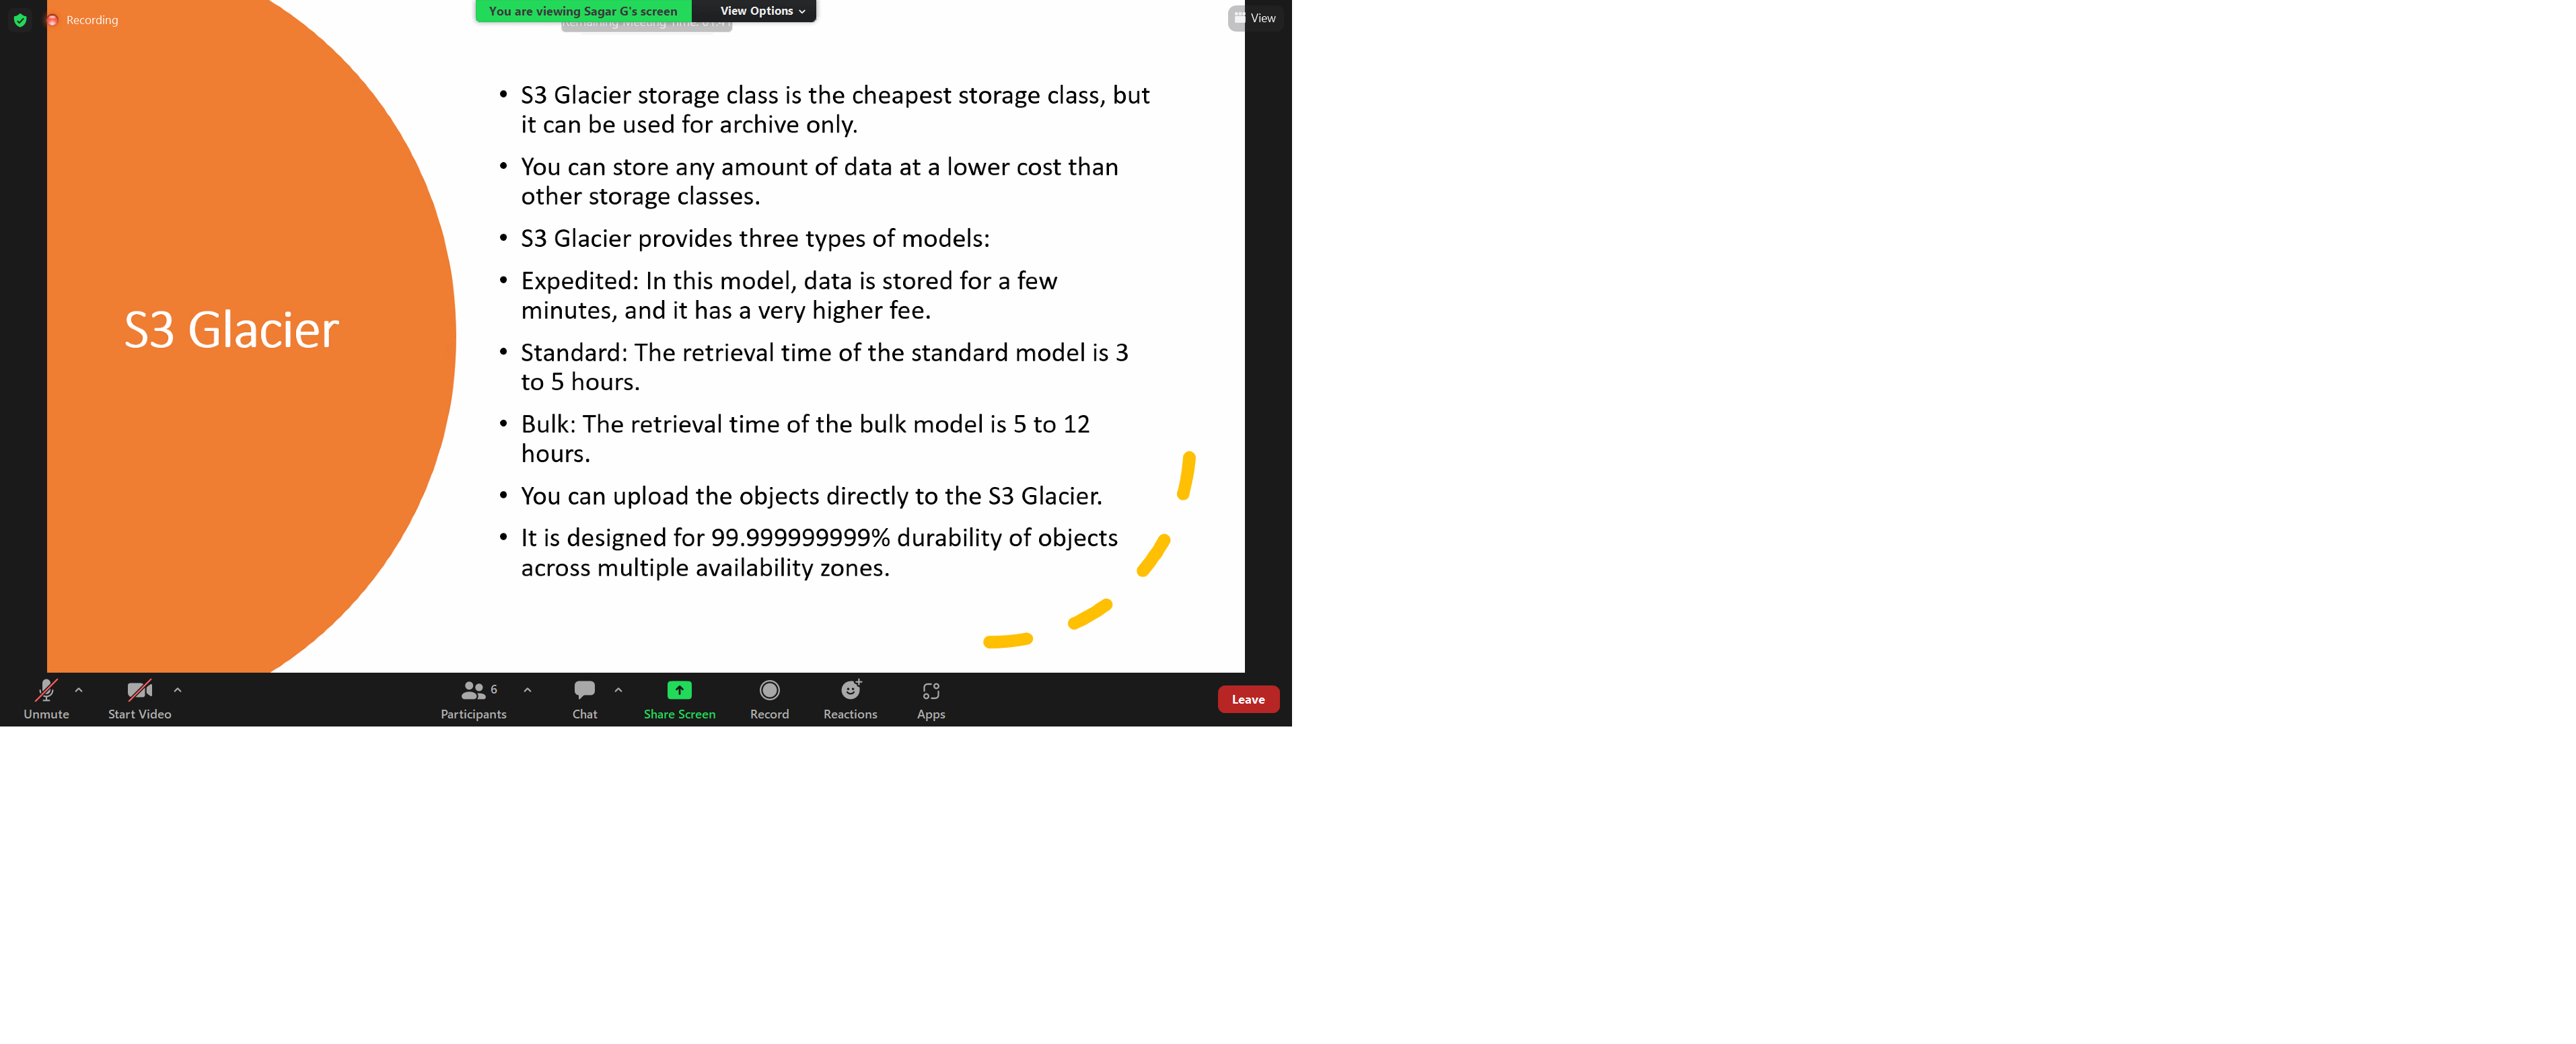 Recording
You are viewing Sagar G's screen
View Options
Remaining Meeting Time:
View
S3 Glacier
• S3 Glacier storage class is the cheapest storage class, but
it can be used for archive only.
• You can store any amount of data at a lower cost than
other storage classes.
• S3 Glacier provides three types of models:
• Expedited: In this model, data is stored for a few
minutes, and it has a very higher fee.
• Standard: The retrieval time of the standard model is 3
to 5 hours.
• Bulk: The retrieval time of the bulk model is 5 to 12
hours.
• You can upload the objects directly to the S3 Glacier.
• It is designed for 99.999999999% durability of objects
across multiple availability zones.
Unmute
Start Video
6
Participants
Chat
Share Screen
Record
Reactions
Apps
Leave